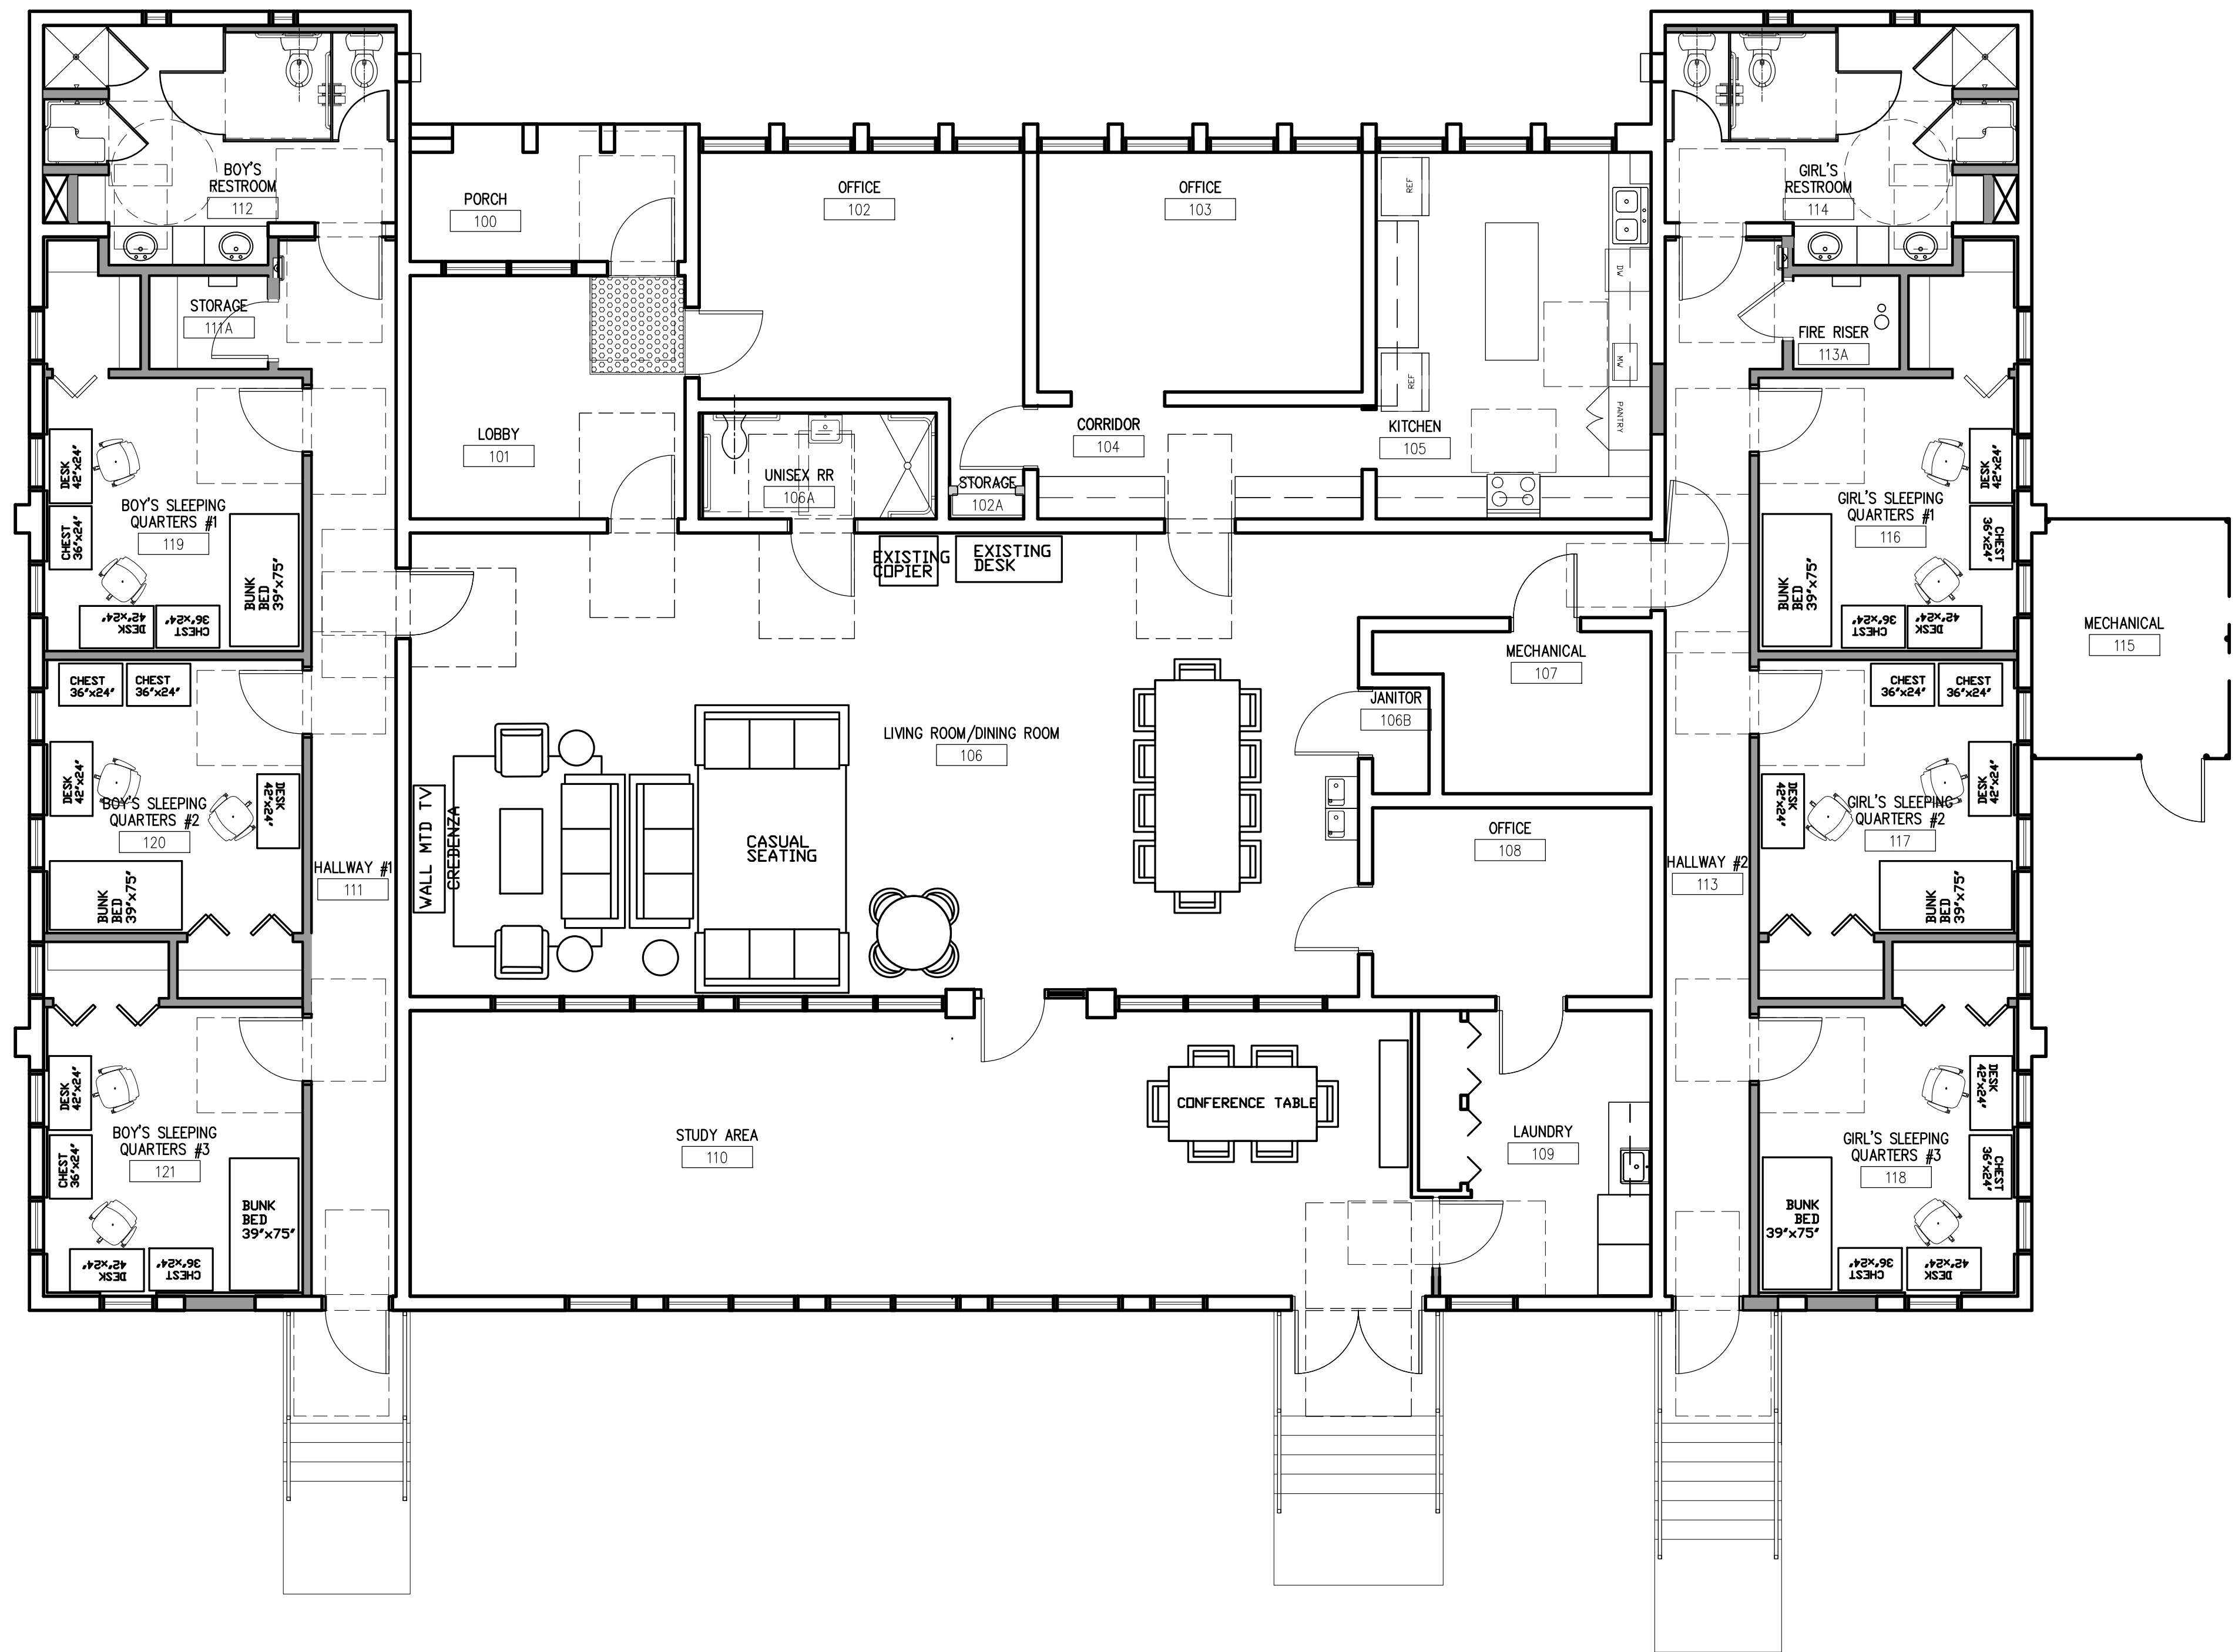 BOY'S
RESTROOM
112
PORCH
100
OFFICE
102
OFFICE
103
REF
REF
DW
MW
PANTRY
KITCHEN
105
GIRL'S
RESTROOM
114
STORAGE
111A
FIRE RISER
113A
LOBBY
101
UNISEX RR
106A
STORAGE
102A
CORRIDOR
104
EXISTING
COPIER
EXISTING
DESK
DESK
42"x24"
CHEST
36"x24"
BOY'S SLEEPING
QUARTERS #1
119
BUNK
BED
39"x75"
DESK
42"x24"
CHEST
36"x24"
GIRL'S SLEEPING
QUARTERS #1
116
DESK
42"x24"
CHEST
36"x24"
BUNK
BED
39"x75"
CHEST
36"x24"
DESK
42"x24"
MECHANICAL
115
MECHANICAL
107
JANITOR
106B
LIVING ROOM/DINING ROOM
106
WALL MTD TV
CREDENZA
CASUAL
SEATING
OFFICE
108
CHEST
36"x24"
CHEST
36"x24"
DESK
42"x24"
DESK
42"x24"
BOY'S SLEEPING
QUARTERS #2
120
BUNK
BED
39"x75"
HALLWAY #1
111
HALLWAY #2
113
CHEST
36"x24"
CHEST
36"x24"
DESK
42"x24"
DESK
42"x24"
GIRL'S SLEEPING
QUARTERS #2
117
BUNK
BED
39"x75"
DESK
42"x24"
CHEST
36"x24"
BOY'S SLEEPING
QUARTERS #3
121
BUNK
BED
39"x75"
DESK
42"x24"
CHEST
36"x24"
STUDY AREA
110
CONFERENCE TABLE
LAUNDRY
109
DESK
42"x24"
CHEST
36"x24"
GIRL'S SLEEPING
QUARTERS #3
118
BUNK
BED
39"x75"
CHEST
36"x24"
DESK
42"x24"